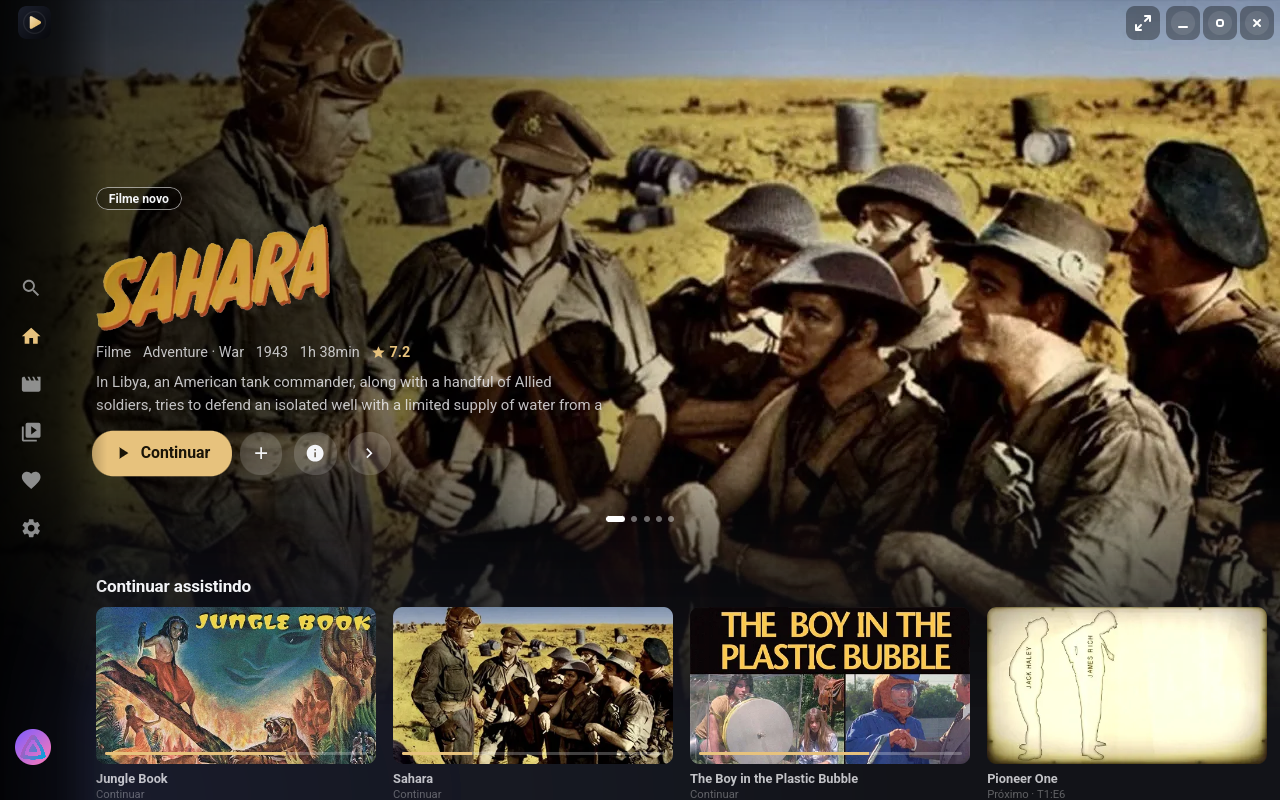 Filme novo
SAHARA
Filme Adventure · War 1943 1h 38min ★ 7.2
In Libya, an American tank commander, along with a handful of Allied
soldiers, tries to defend an isolated well with a limited supply of water from a
Continuar
Continuar assistindo
JUNGLE BOOK
THE BOY IN THE
PLASTIC BUBBLE
JACK HALEY
JAMES RICH
Jungle Book
Continuar
Sahara
Continuar
The Boy in the Plastic Bubble
Continuar
Pioneer One
Próximo · T1:E6